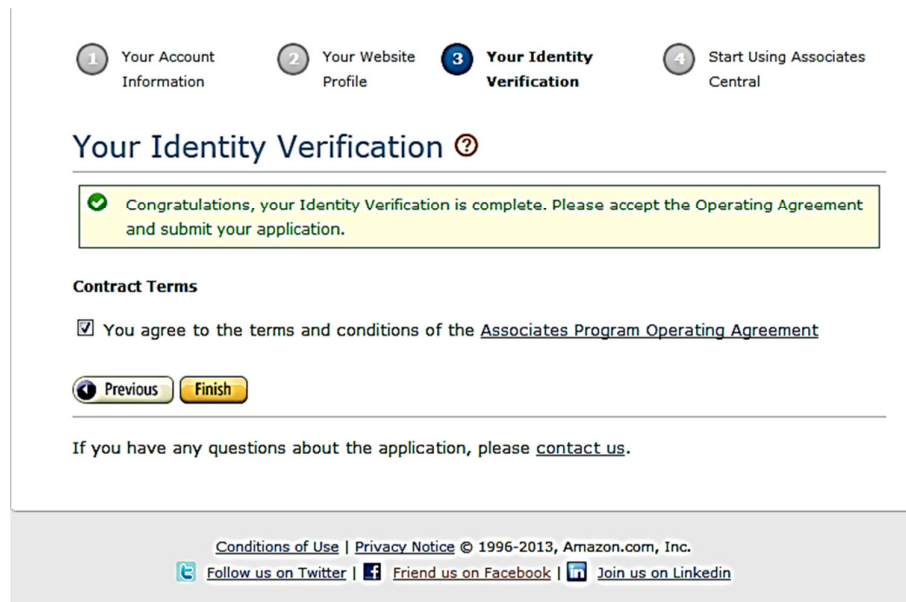 1 Your Account 2 Your Website 3 Your Identity 4 Start Using Associates
Information Profile Verification Central
Your Identity Verification ?
Congratulations, your Identity Verification is complete. Please accept the Operating Agreement
and submit your application.
Contract Terms
You agree to the terms and conditions of the Associates Program Operating Agreement
Previous Finish
If you have any questions about the application, please contact us.
Conditions of Use | Privacy Notice © 1996-2013, Amazon.com, Inc.
Follow us on Twitter | Friend us on Facebook | Join us on Linkedin